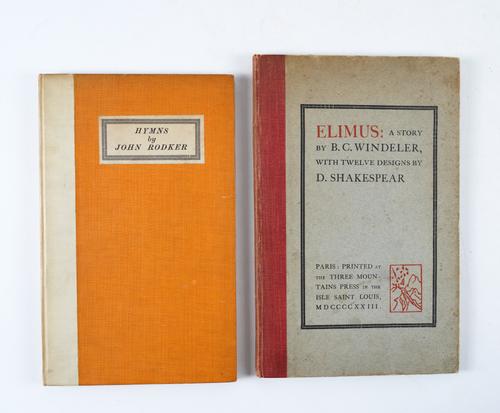 HYMNS
by
JOHN RODKER
ELIMUS: A STORY
BY B. C. WINDELER,
WITH TWELVE DESIGNS BY
D. SHAKESPEAR
PARIS: PRINTED AT
THE THREE MOUN-
TAINS PRESS IN THE
ISLE SAINT LOUIS,
MDCCCCXXIII.